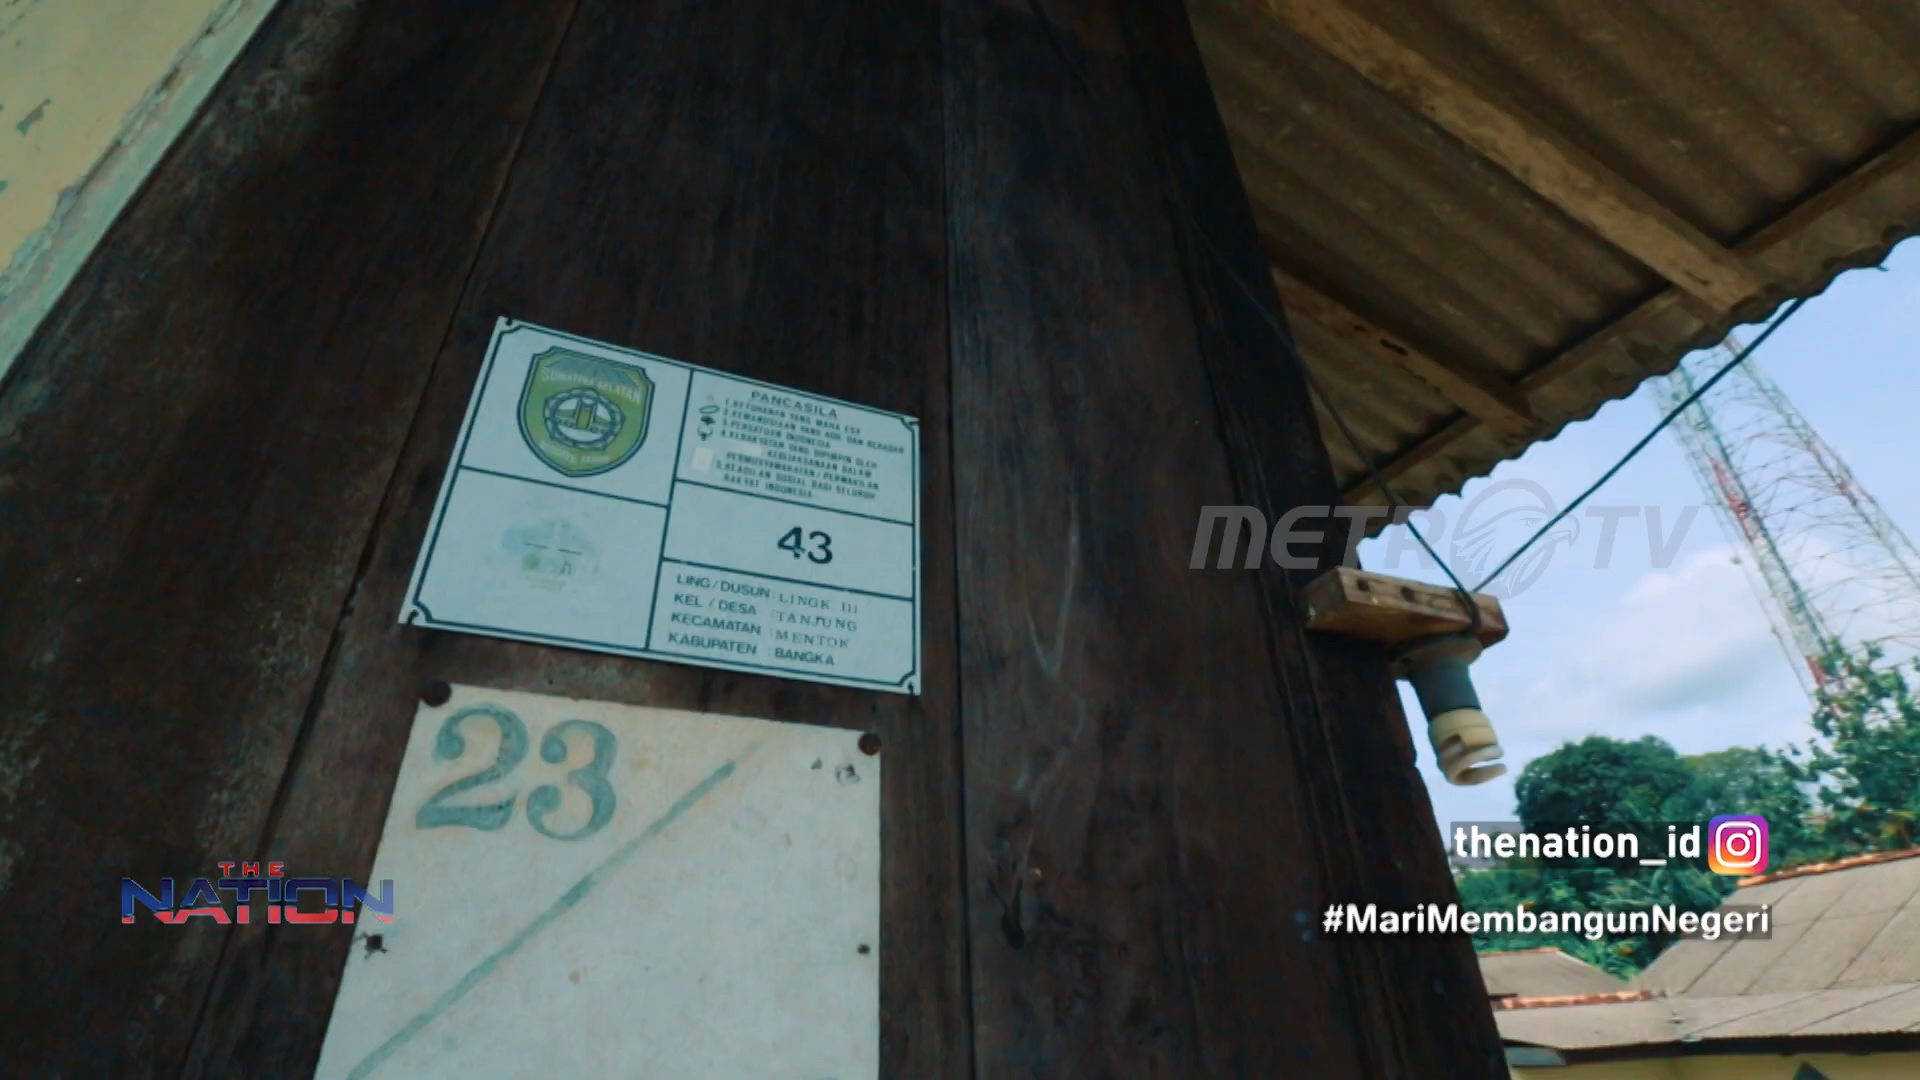 SUMATERA SELATAN
PANCASILA
1. KETUHANAN YANG MAHA ESA
2. KEMANUSIAAN YANG ADIL DAN BERADAB
3. PERSATUAN INDONESIA
4. KERAKYATAN YANG DIPIMPIN OLEH
KEBIJAKSANAAN DALAM
PERMUSYAWARATAN / PERWAKILAN
5. KEADILAN SOSIAL BAGI SELURUH
RAKYAT INDONESIA
43
LING / DUSUN : LINGK III
KEL / DESA : TANJUNG
KECAMATAN : MENTOK
KABUPATEN : BANGKA
23
METRO TV
THE
NATION
thenation_id
#MariMembangunNegeri